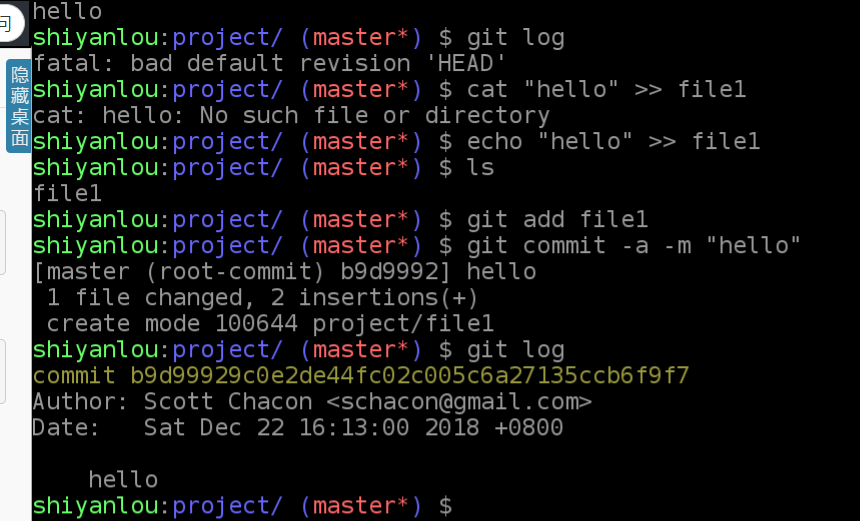 问
隐藏桌面
hello
shiyanlou:project/ (master*) $ git log
fatal: bad default revision 'HEAD'
shiyanlou:project/ (master*) $ cat "hello" >> file1
cat: hello: No such file or directory
shiyanlou:project/ (master*) $ echo "hello" >> file1
shiyanlou:project/ (master*) $ ls
file1
shiyanlou:project/ (master*) $ git add file1
shiyanlou:project/ (master*) $ git commit -a -m "hello"
[master (root-commit) b9d9992] hello
 1 file changed, 2 insertions(+)
 create mode 100644 project/file1
shiyanlou:project/ (master*) $ git log
commit b9d99929c0e2de44fc02c005c6a27135ccb6f9f7
Author: Scott Chacon <schacon@gmail.com>
Date:   Sat Dec 22 16:13:00 2018 +0800
    hello
shiyanlou:project/ (master*) $